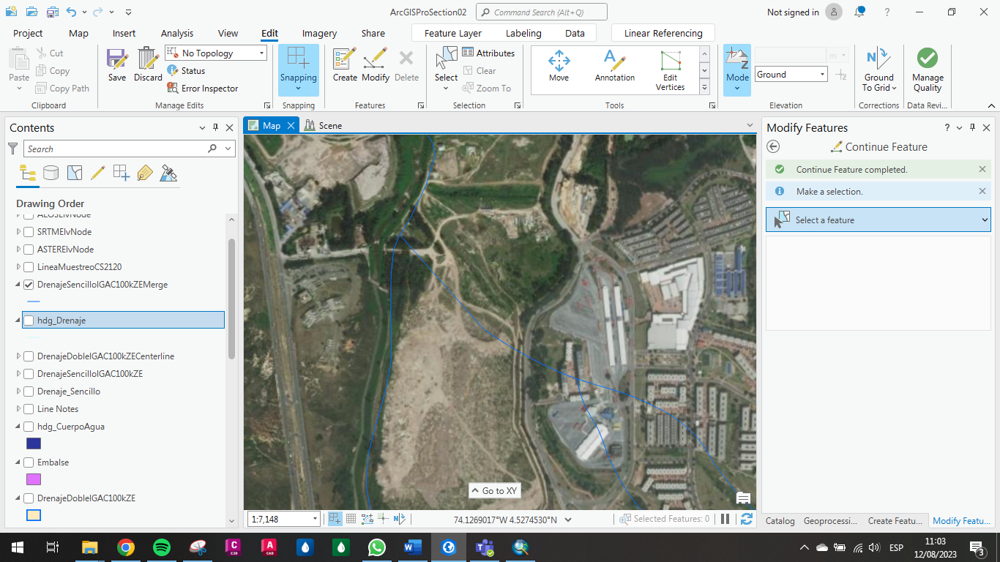 ArcGISProSection02
Command Search (Alt+Q)
Not signed in
?
Project
Map
Insert
Analysis
View
Edit
Imagery
Share
Feature Layer
Labeling
Data
Linear Referencing
Paste
Cut
Copy
Copy Path
Clipboard
Save
Discard
No Topology
Status
Error Inspector
Manage Edits
Snapping
Snapping
Create
Modify
Delete
Features
Select
Attributes
Clear
Zoom To
Selection
Move
Annotation
Edit
Vertices
Tools
Mode
m
Ground
Elevation
Ground
To Grid
Corrections
Manage
Quality
Data Revi...
Contents
Search
Drawing Order
ALOSElvNode
SRTMElvNode
ASTERElvNode
LineaMuestreoCS2120
DrenajeSencilloIGAC100kZEMerge
hdg_Drenaje
DrenajeDobleIGAC100kZECenterline
DrenajeSencilloIGAC100kZE
Drenaje_Sencillo
Line Notes
hdg_CuerpoAgua
Embalse
DrenajeDobleIGAC100kZE
Map
Scene
Go to XY
1:7,148
74.1269017°W 4.5274530°N
Selected Features: 0
Modify Features
?
Continue Feature
Continue Feature completed.
Make a selection.
Select a feature
Catalog
Geoprocessi...
Create Featu...
Modify Featu...
ESP
11:03
12/08/2023
3